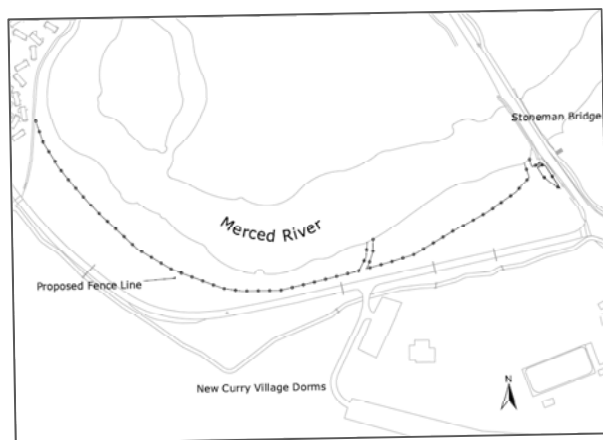 Stoneman Bridge
Merced River
Proposed Fence Line
New Curry Village Dorms
N